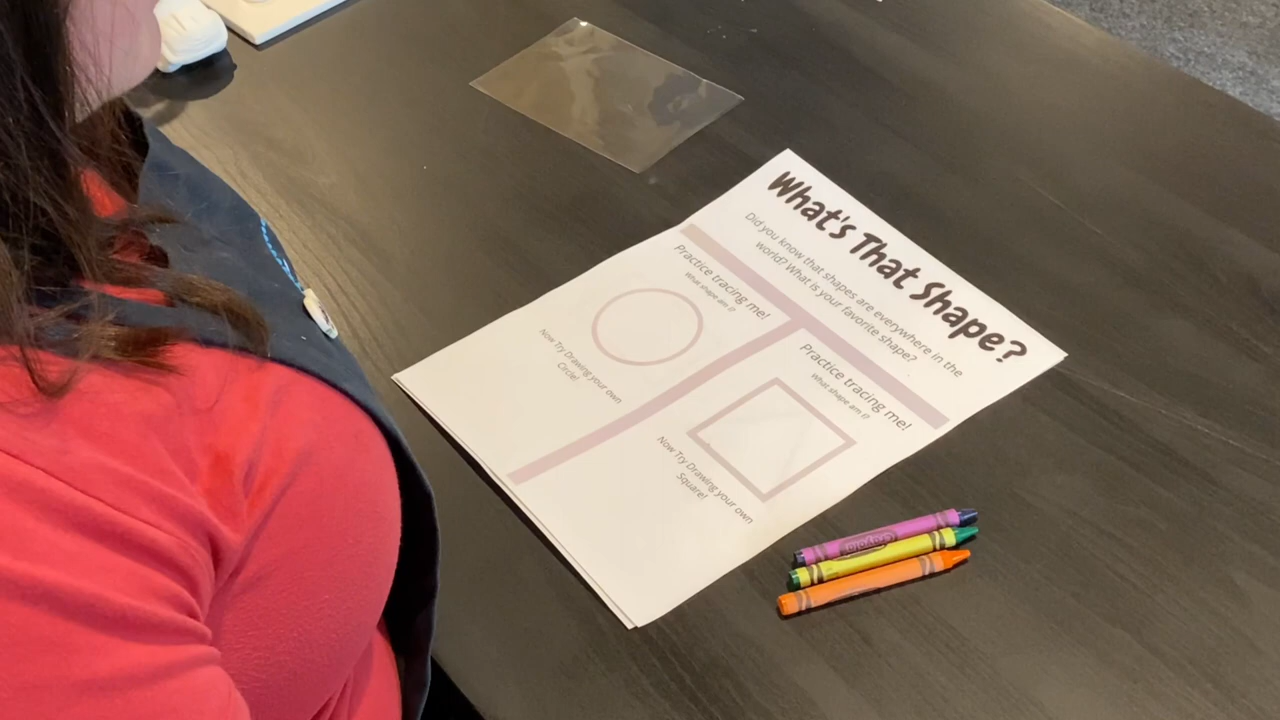 What's That Shape?
Did you know that shapes are everywhere in the
world? What is your favorite shape?
Practice tracing me!
What shape am I?
Now Try Drawing your own
Circle!
Practice tracing me!
What shape am I?
Now Try Drawing your own
Square!
Crayola